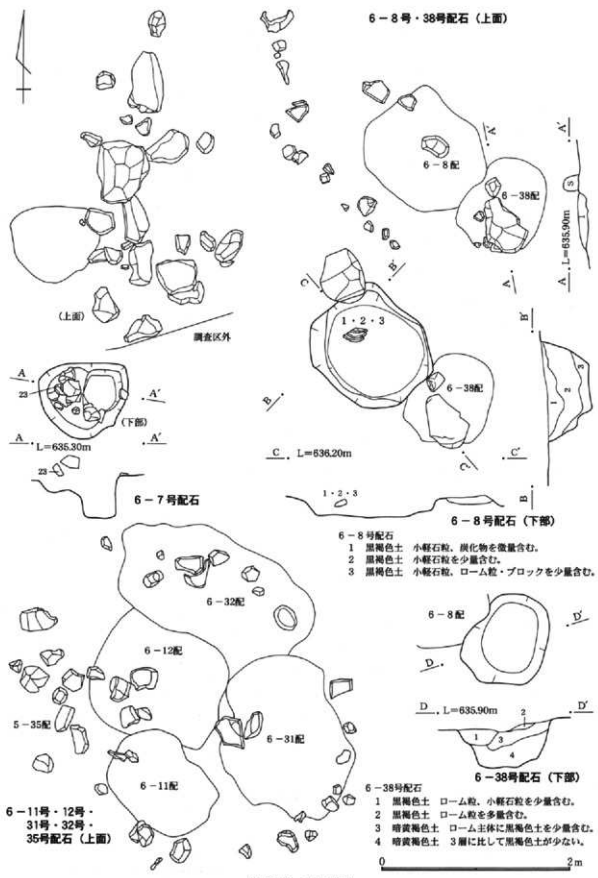 6－8号・38号配石（上面）
6－8配
A′
A′
6－38配
S
L＝635.90m
A
A
（上面）
調査区外
C′
B′
1・2・3
6－38配
B
C
B′
1
2
3
B
A
A′
23
（下部）
A
A′
L＝635.30m
23
6－7号配石
C
L＝636.20m
C′
1・2・3
6－8号配石（下部）
6－8号配石
1 黒褐色土 小軽石粒、炭化物を微量含む。
2 黒褐色土 小軽石粒を少量含む。
3 黒褐色土 小軽石粒、ローム粒・ブロックを少量含む。
6－32配
6－12配
5－35配
6－31配
6－11配
6－11号・12号・
31号・32号・
35号配石（上面）
6－8配
D′
D
D
L＝635.90m
D′
2
1
3
4
6－38号配石（下部）
6－38号配石
1 黒褐色土 ローム粒、小軽石粒を少量含む。
2 黒褐色土 ローム粒を多量含む。
3 暗黄褐色土 ローム主体に黒褐色土を少量含む。
4 暗黄褐色土 3層に比して黒褐色土が少ない。
0
2m